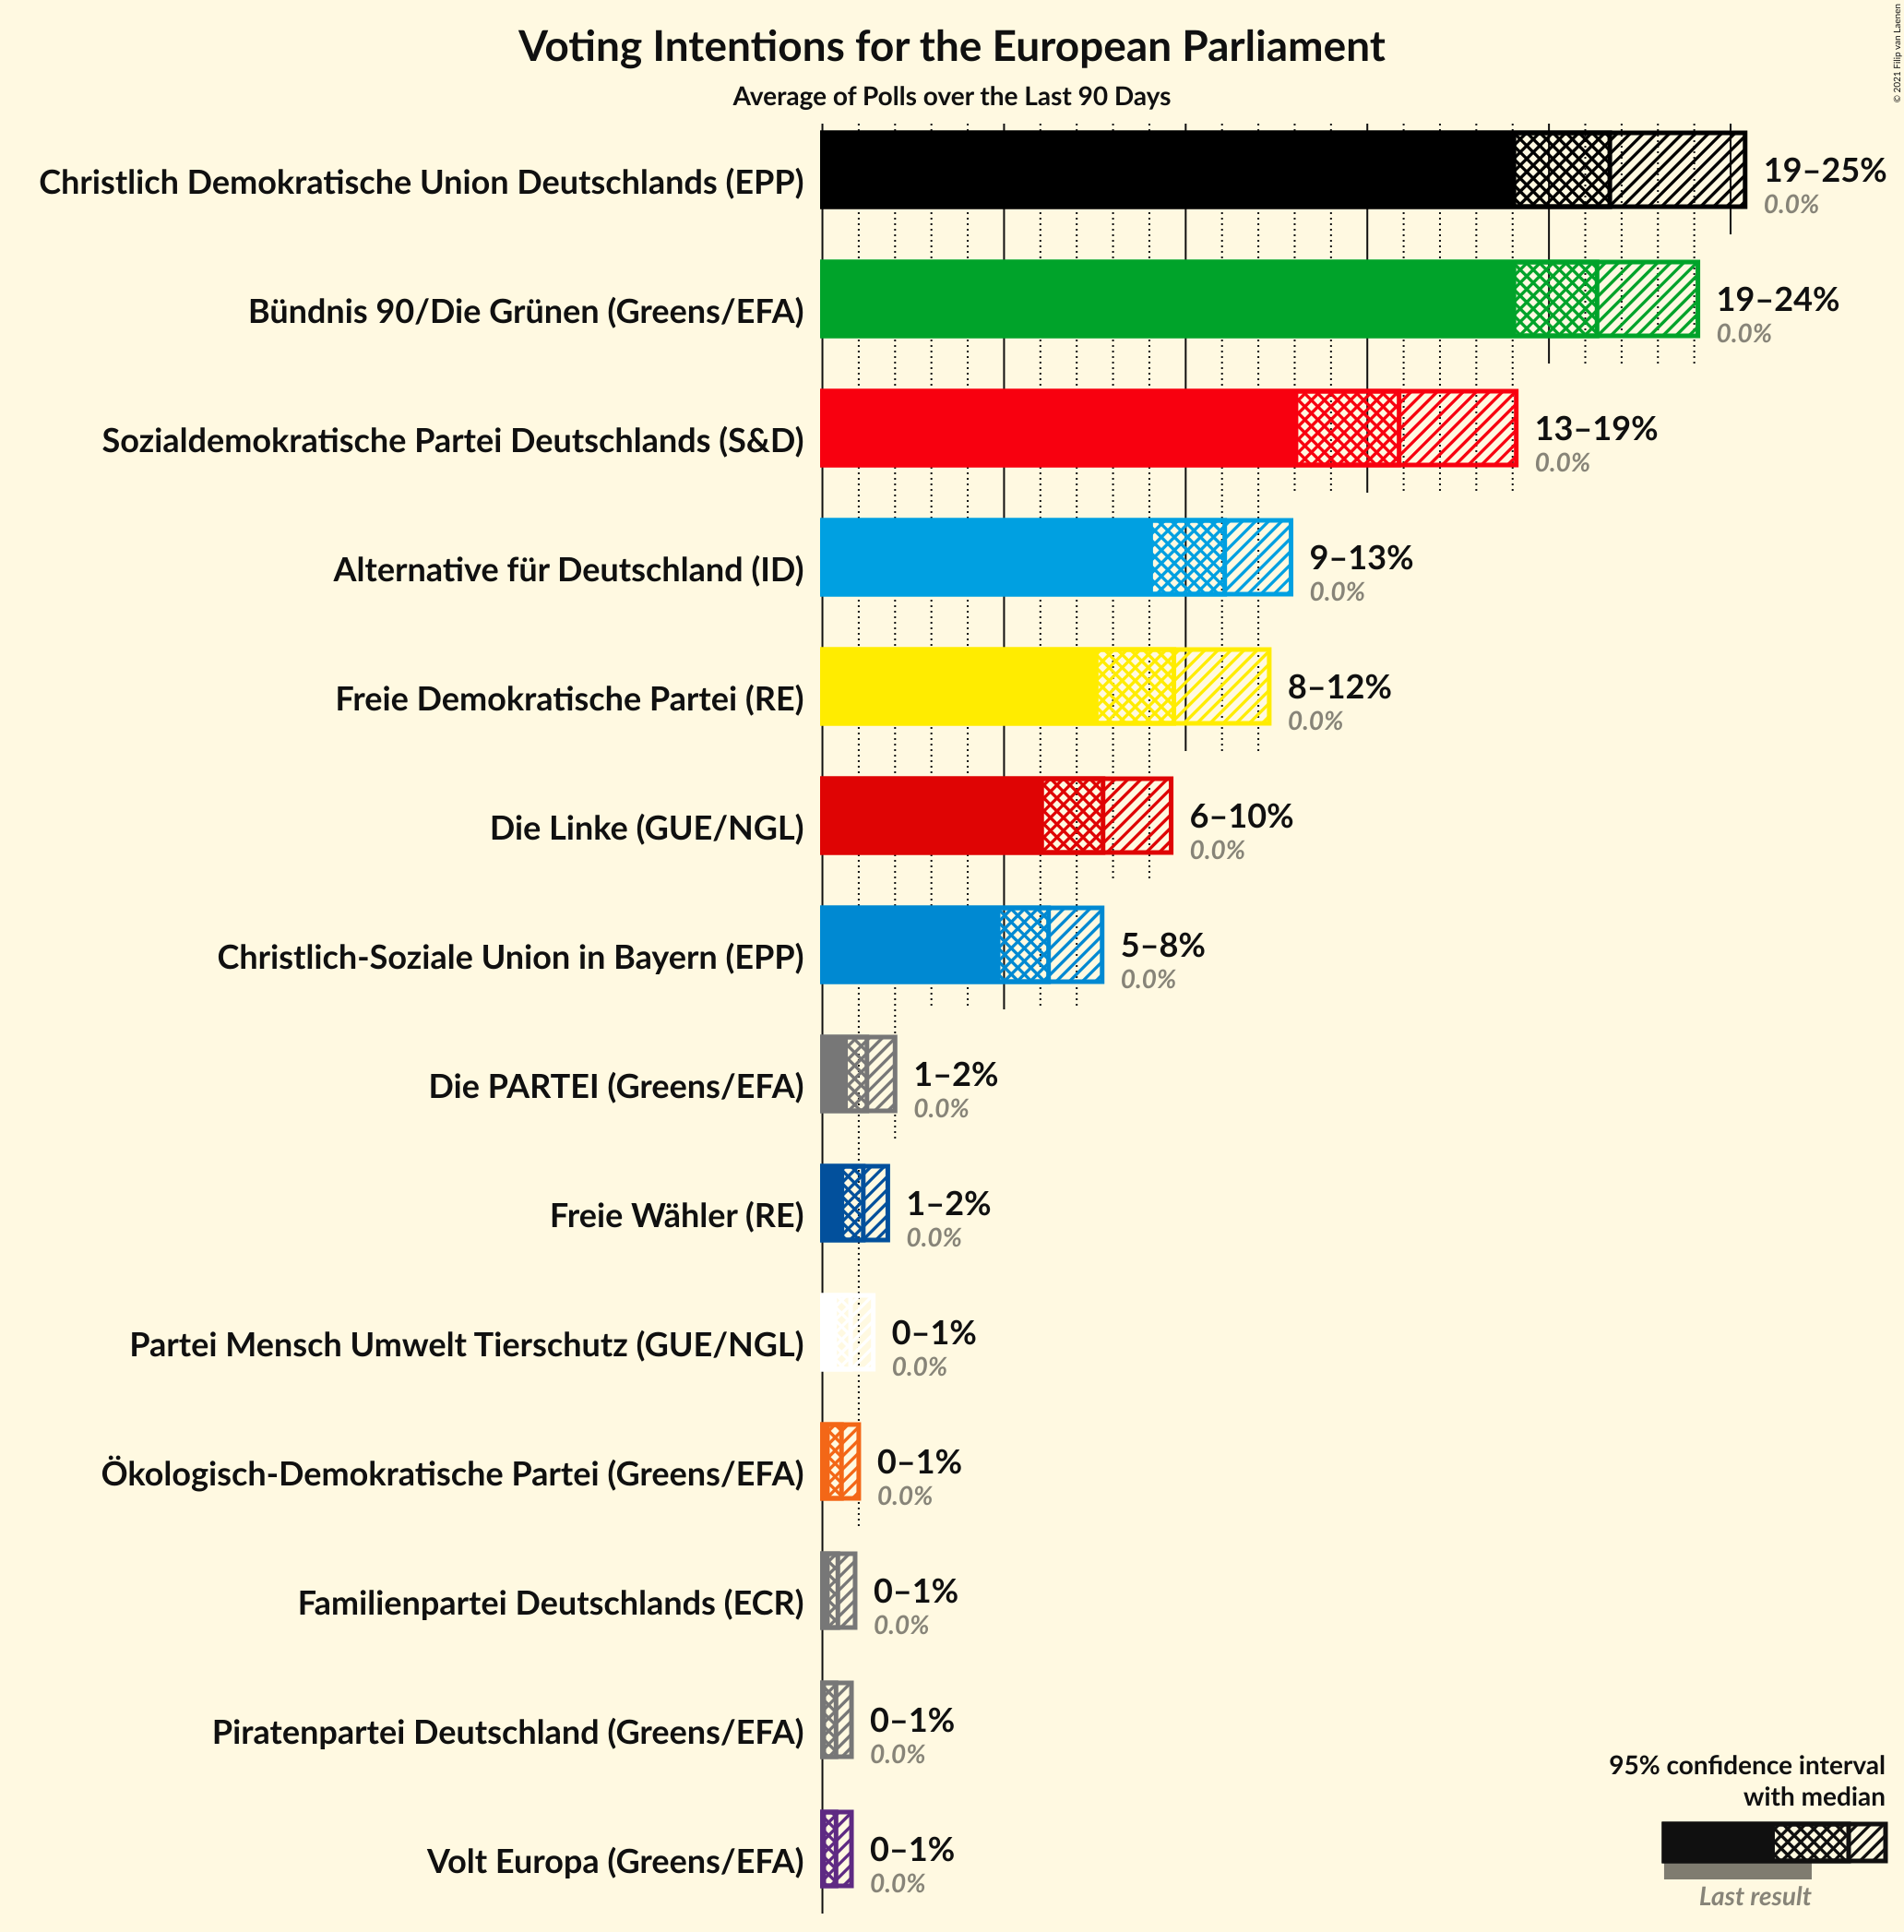 Voting Intentions for the European Parliament
Average of Polls over the Last 90 Days
© 2021 Filip van Laenen
Christlich Demokratische Union Deutschlands (EPP)
19–25%
0.0%
Bündnis 90/Die Grünen (Greens/EFA)
19–24%
0.0%
Sozialdemokratische Partei Deutschlands (S&D)
13–19%
0.0%
Alternative für Deutschland (ID)
9–13%
0.0%
Freie Demokratische Partei (RE)
8–12%
0.0%
Die Linke (GUE/NGL)
6–10%
0.0%
Christlich-Soziale Union in Bayern (EPP)
5–8%
0.0%
Die PARTEI (Greens/EFA)
1–2%
0.0%
Freie Wähler (RE)
1–2%
0.0%
Partei Mensch Umwelt Tierschutz (GUE/NGL)
0–1%
0.0%
Ökologisch-Demokratische Partei (Greens/EFA)
0–1%
0.0%
Familienpartei Deutschlands (ECR)
0–1%
0.0%
Piratenpartei Deutschland (Greens/EFA)
0–1%
0.0%
Volt Europa (Greens/EFA)
0–1%
0.0%
95% confidence interval
with median
Last result